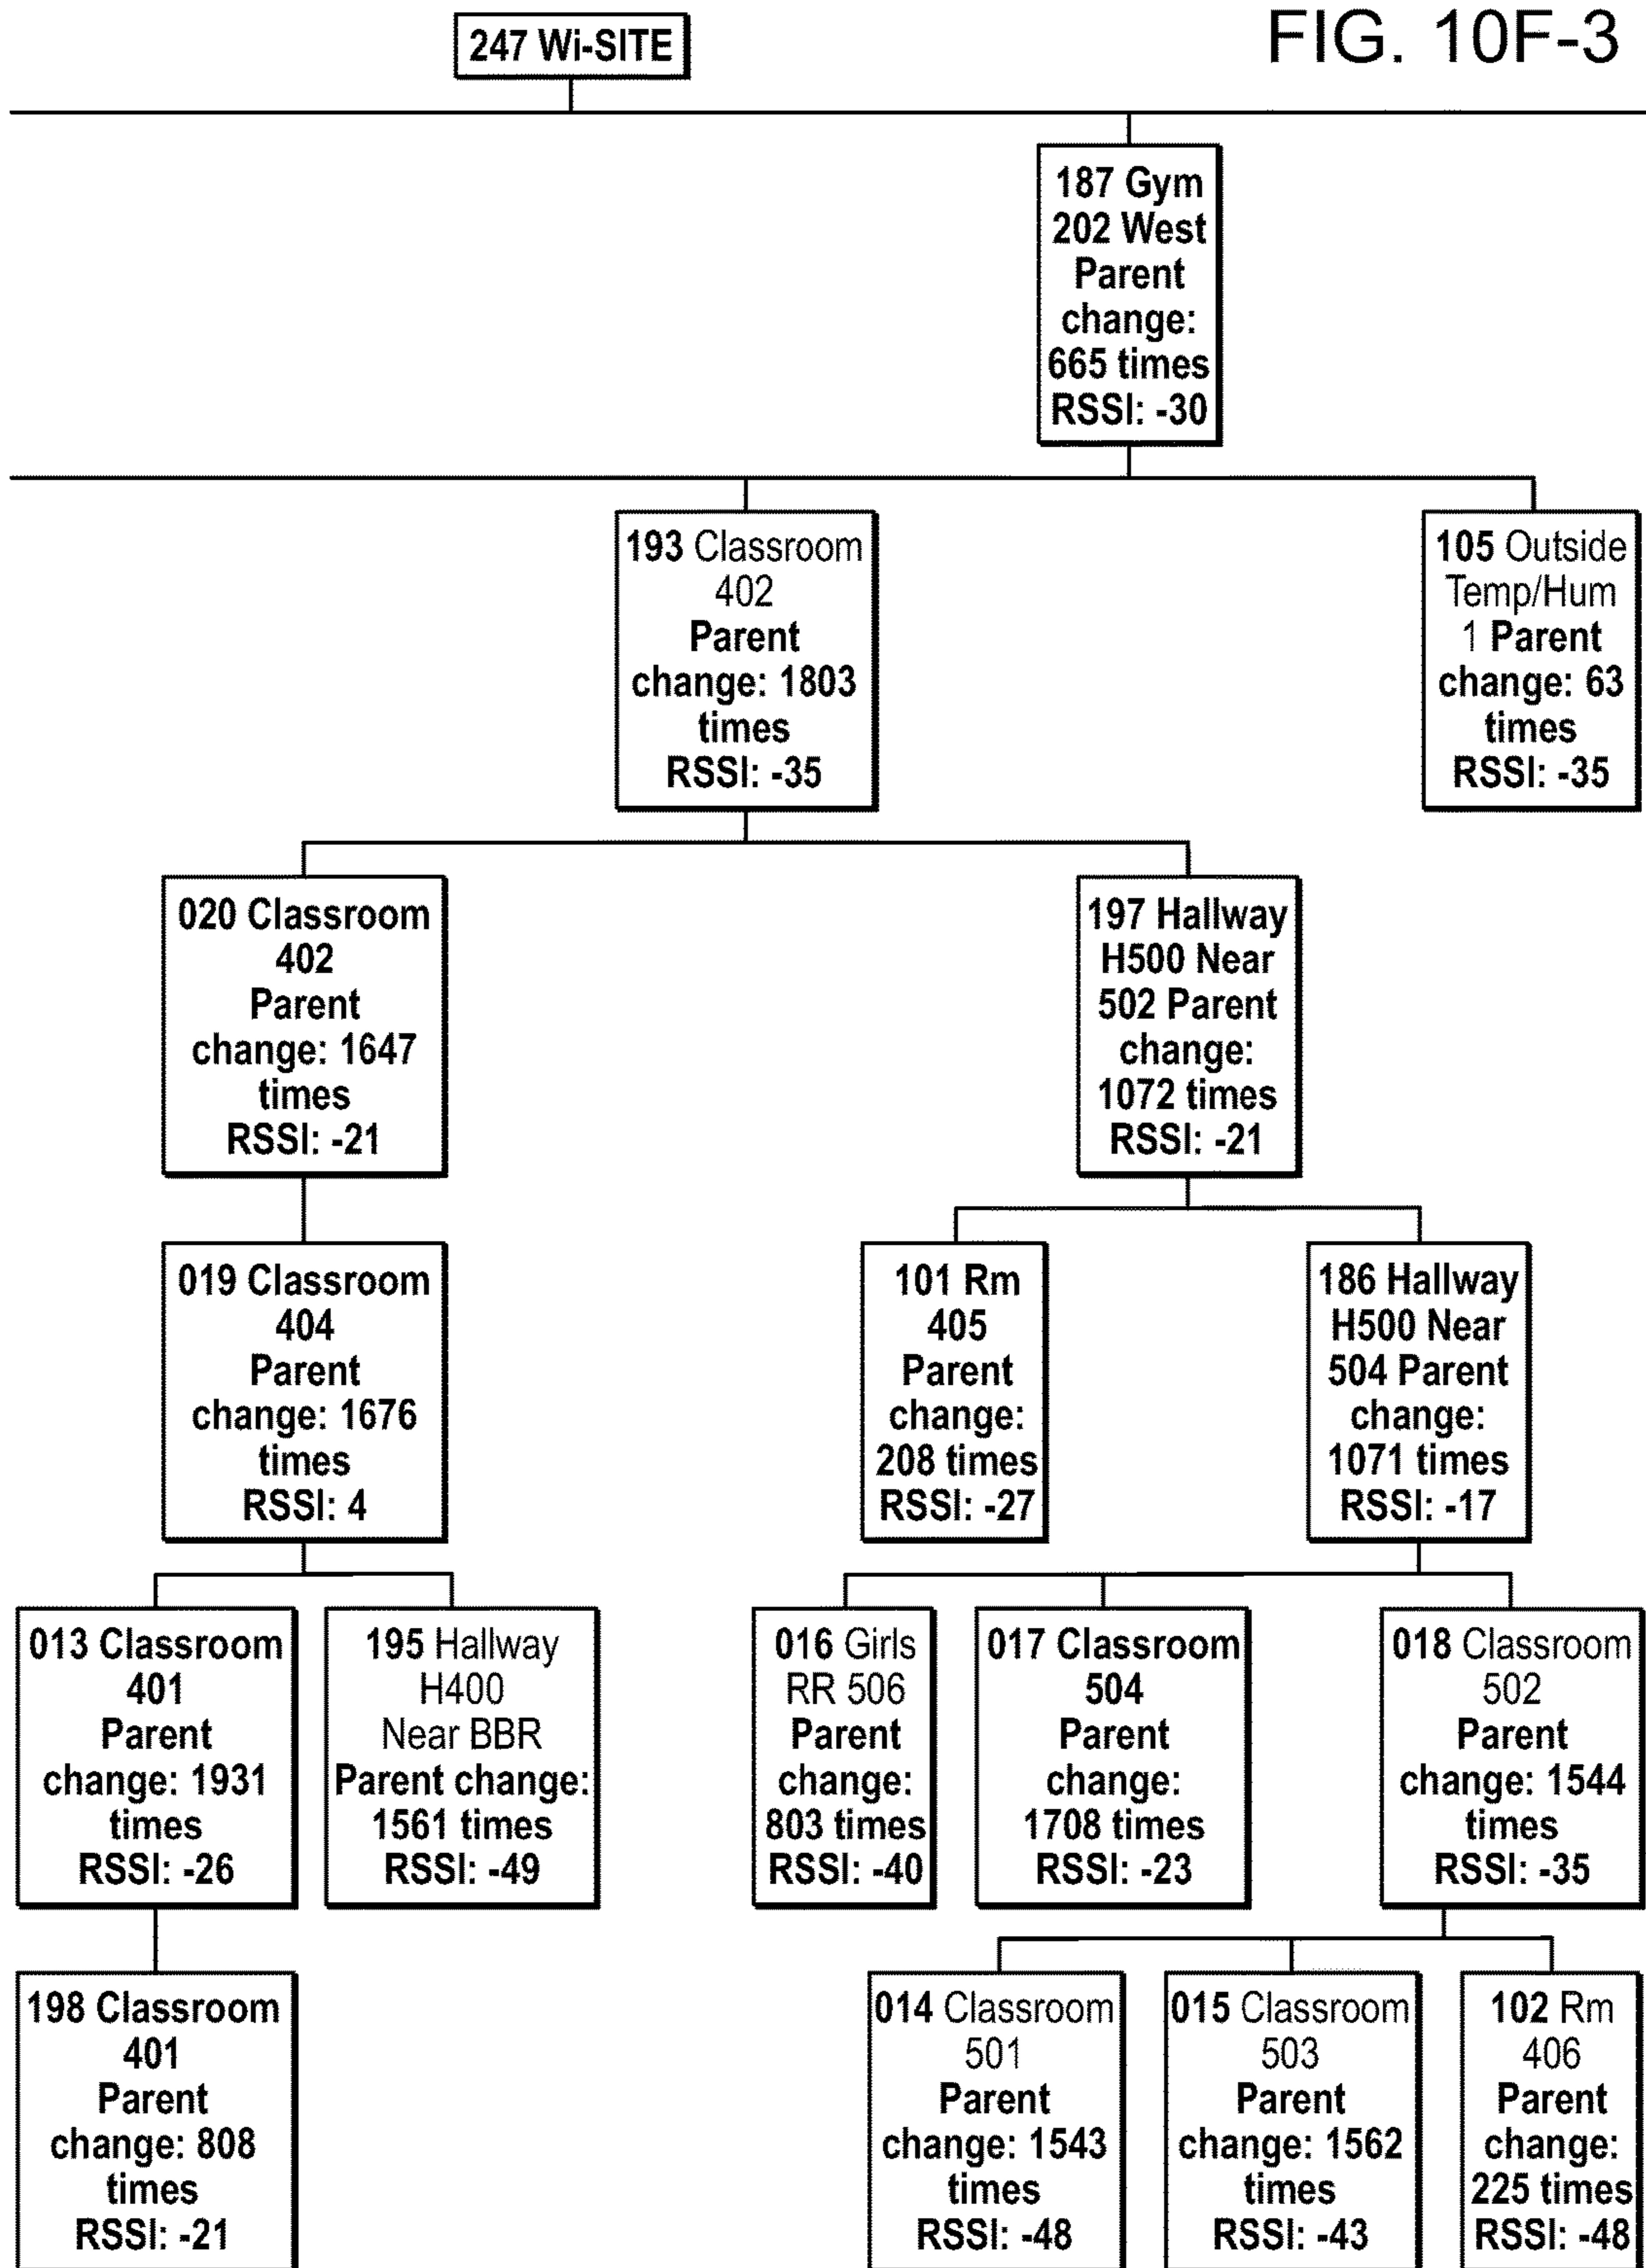 FIG. 10F-3
247 Wi-SITE
187 Gym
202 West
Parent
change:
665 times
RSSI: -30
193 Classroom
402
Parent
change: 1803
times
RSSI: -35
105 Outside
Temp/Hum
1 Parent
change: 63
times
RSSI: -35
020 Classroom
402
Parent
change: 1647
times
RSSI: -21
197 Hallway
H500 Near
502 Parent
change:
1072 times
RSSI: -21
019 Classroom
404
Parent
change: 1676
times
RSSI: 4
101 Rm
405
Parent
change:
208 times
RSSI: -27
186 Hallway
H500 Near
504 Parent
change:
1071 times
RSSI: -17
013 Classroom
401
Parent
change: 1931
times
RSSI: -26
195 Hallway
H400
Near BBR
Parent change:
1561 times
RSSI: -49
016 Girls
RR 506
Parent
change:
803 times
RSSI: -40
017 Classroom
504
Parent
change:
1708 times
RSSI: -23
018 Classroom
502
Parent
change: 1544
times
RSSI: -35
198 Classroom
401
Parent
change: 808
times
RSSI: -21
014 Classroom
501
Parent
change: 1543
times
RSSI: -48
015 Classroom
503
Parent
change: 1562
times
RSSI: -43
102 Rm
406
Parent
change:
225 times
RSSI: -48